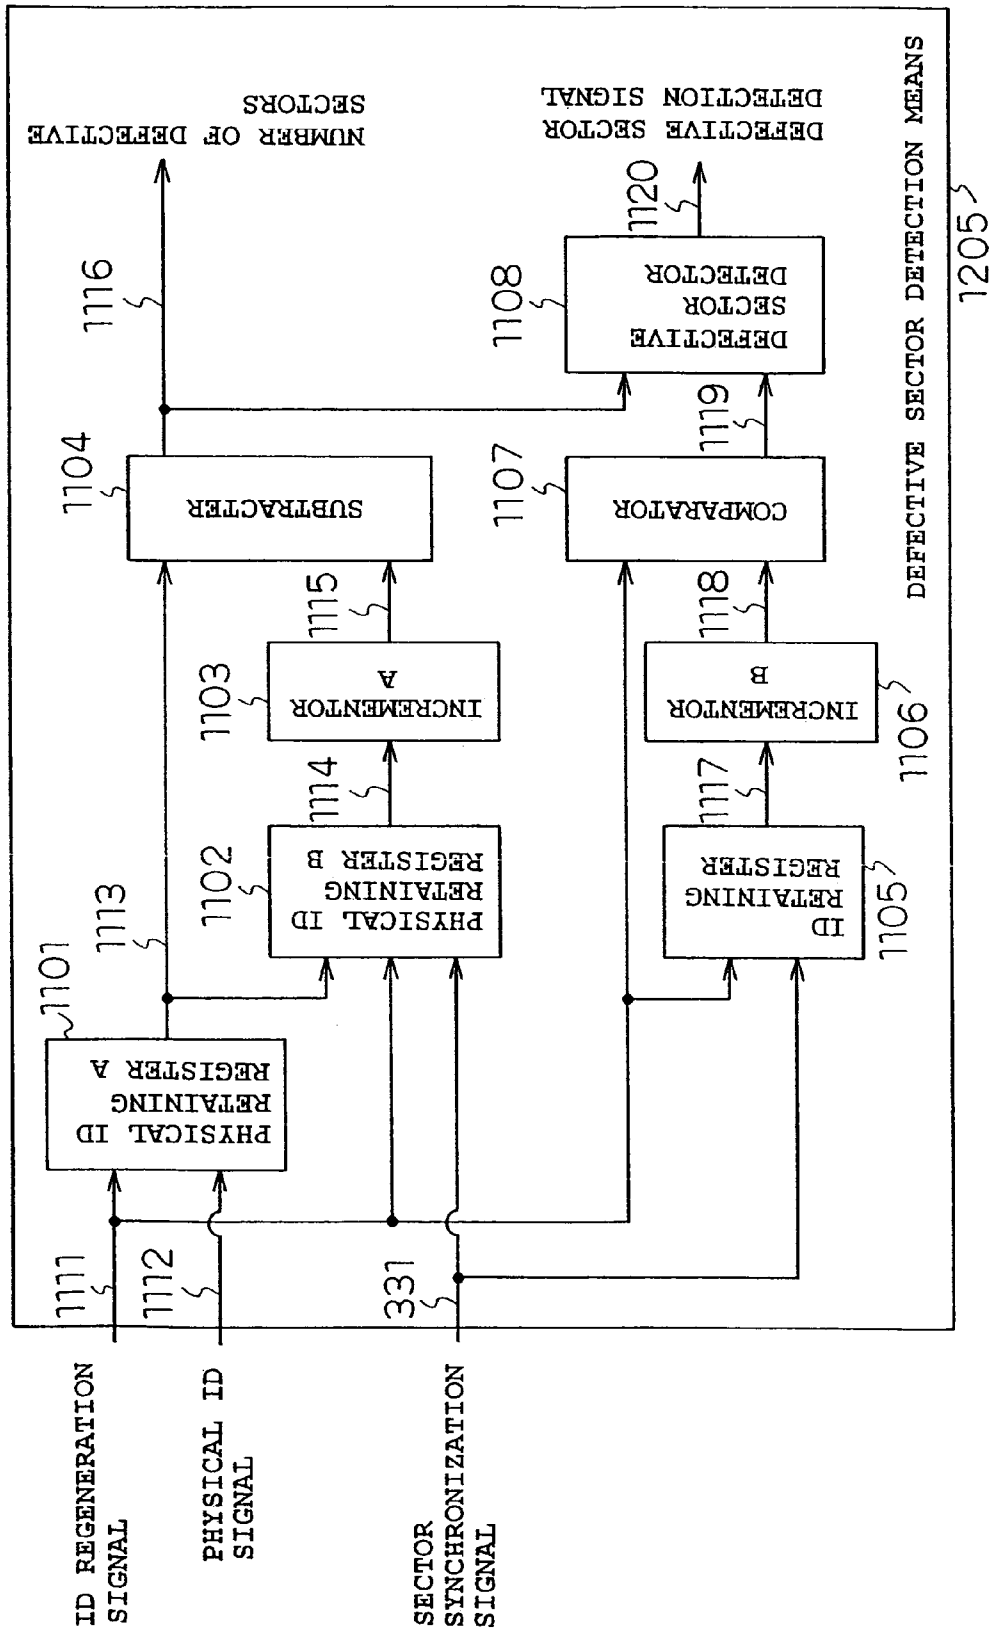 ID REGENERATION
SIGNAL
PHYSICAL ID
SIGNAL
SECTOR
SYNCHRONIZATION
SIGNAL
1111
1112
331
1101
PHYSICAL ID
RETAINING
REGISTER A
1113
1102
PHYSICAL ID
RETAINING
REGISTER B
1114
1103
INCREMENTOR
A
1115
1104
SUBTRACTER
1116
NUMBER OF DEFECTIVE
SECTORS
ID
RETAINING
REGISTER
1105
1117
INCREMENTOR
B
1106
1118
1107
COMPARATOR
1119
1108
DEFECTIVE
SECTOR
DETECTOR
1120
DEFECTIVE SECTOR
DETECTION SIGNAL
DEFECTIVE SECTOR DETECTION MEANS
1205